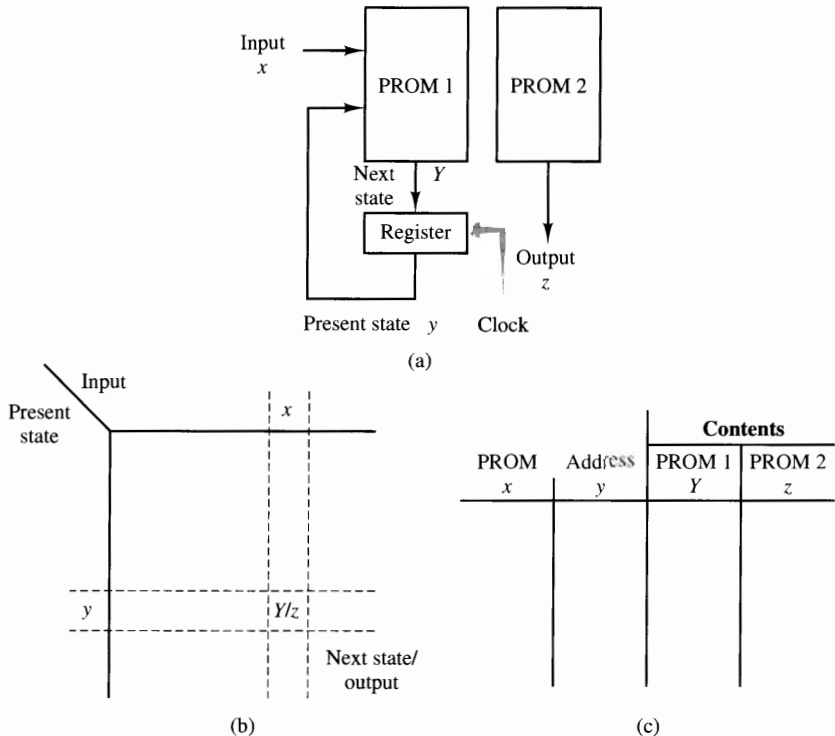 Input
x
PROM 1
PROM 2
Next
state
Y
Register
Output
z
Present state y
Clock
(a)
Input
Present
state
x
y
Y/z
Next state/
output
(b)
Contents
PROM Address PROM 1 PROM 2
x y Y z
(c)